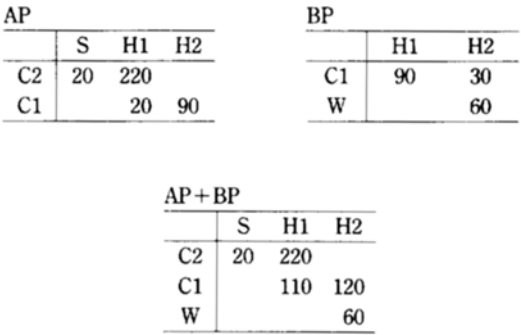 AP
S H1 H2
C2 20 220
C1 20 90
BP
H1 H2
C1 90 30
W 60
AP+BP
S H1 H2
C2 20 220
C1 110 120
W 60